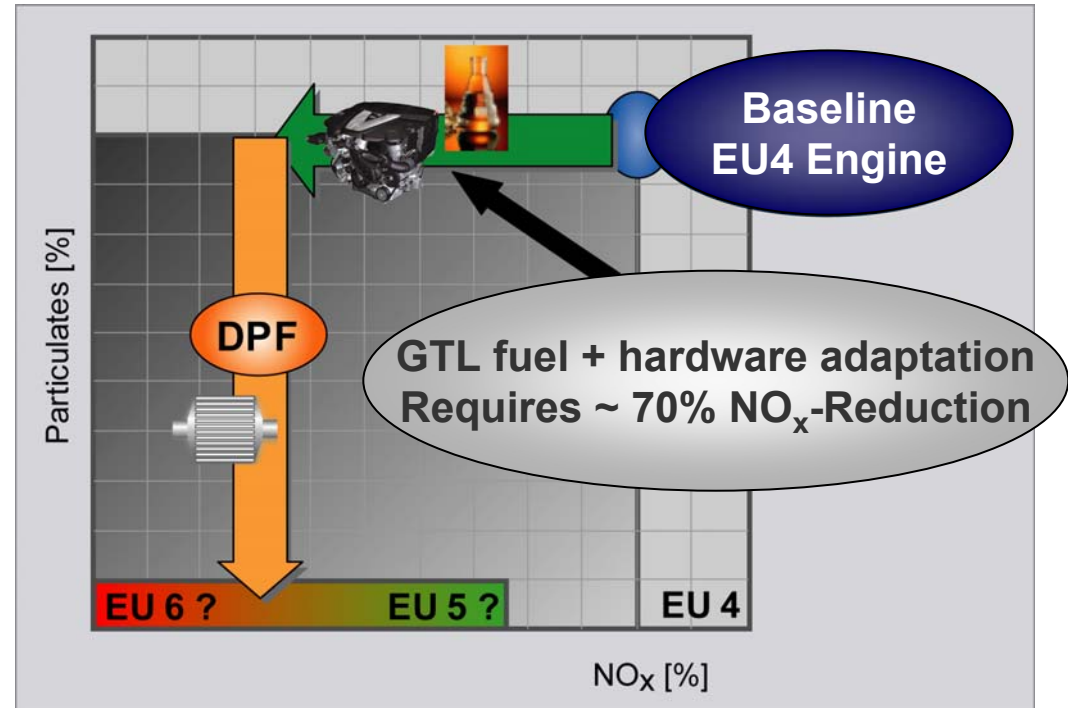 Baseline
EU4 Engine
Particulates [%]
DPF
GTL fuel + hardware adaptation
Requires ~ 70% NOx-Reduction
EU 6 ?
EU 5 ?
EU 4
NOx [%]